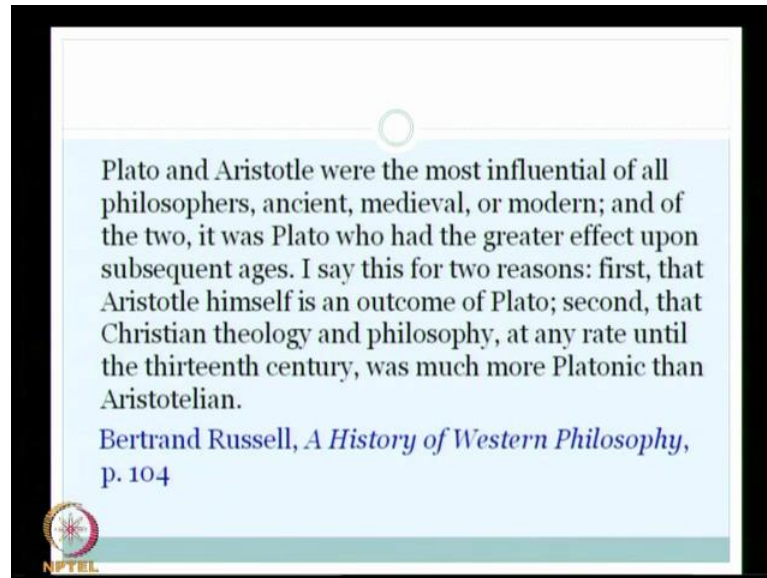 Plato and Aristotle were the most influential of all
philosophers, ancient, medieval, or modern; and of
the two, it was Plato who had the greater effect upon
subsequent ages. I say this for two reasons: first, that
Aristotle himself is an outcome of Plato; second, that
Christian theology and philosophy, at any rate until
the thirteenth century, was much more Platonic than
Aristotelian.
Bertrand Russell, A History of Western Philosophy,
p. 104
NPTEL